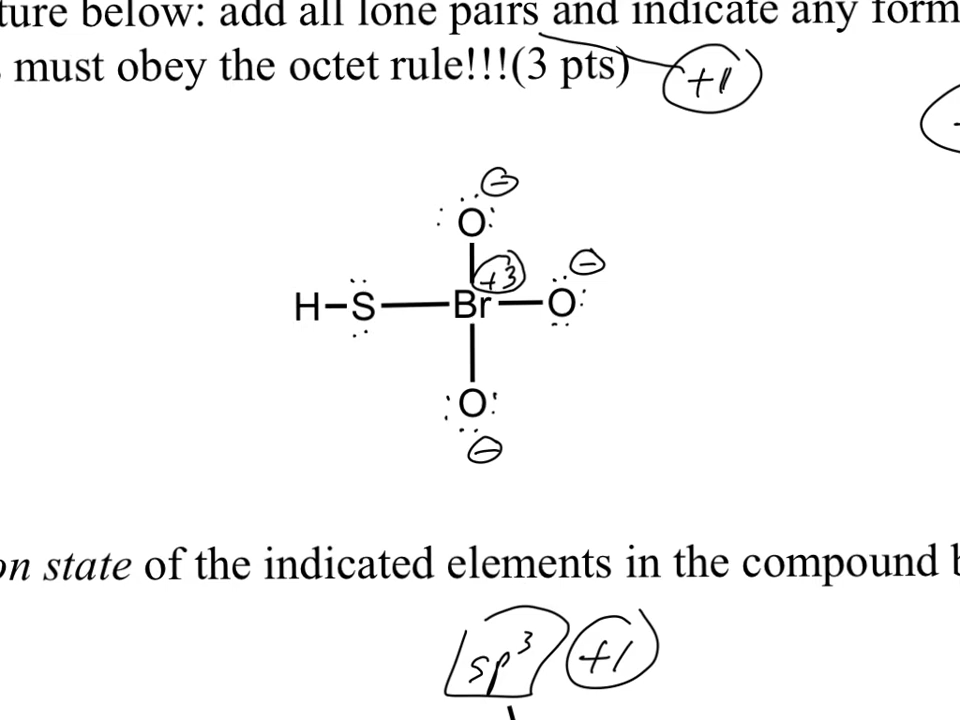 ture below: add all lone pairs and indicate any form
must obey the octet rule!!!(3 pts) +1
⊖
:O:
+3 ⊖
H–S—Br—O:
:O:
⊖
on state of the indicated elements in the compound b
sp³ +1